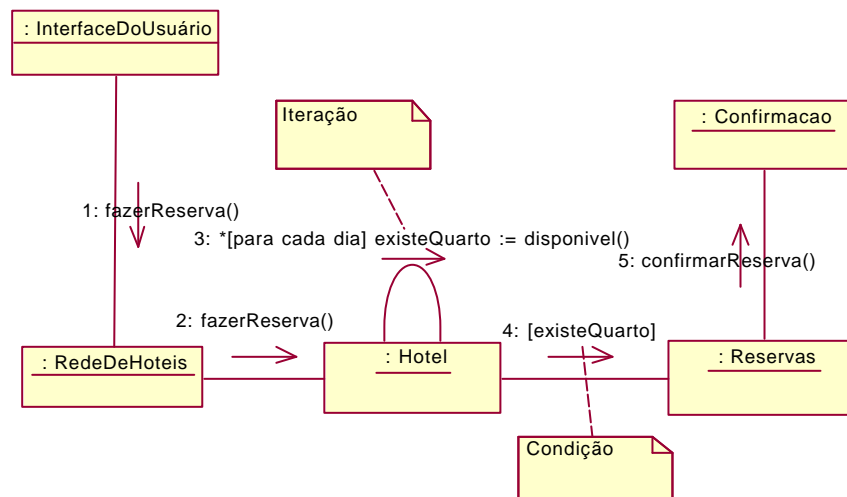 : InterfaceDoUsuário
Iteração
: Confirmacao
1: fazerReserva()
3: *[para cada dia] existeQuarto := disponivel()
5: confirmarReserva()
2: fazerReserva()
4: [existeQuarto]
: RedeDeHoteis
: Hotel
: Reservas
Condição